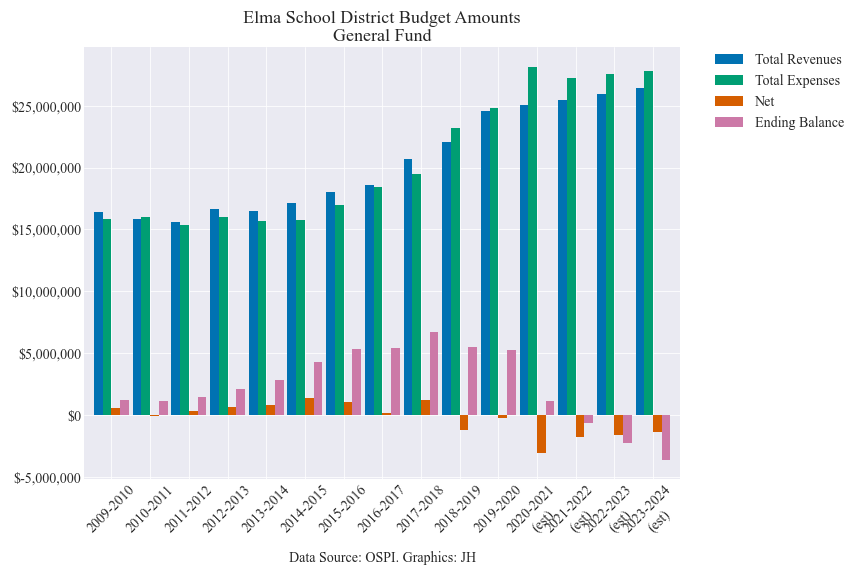 Elma School District Budget Amounts
General Fund
Total Revenues
Total Expenses
Net
Ending Balance
$25,000,000
$20,000,000
$15,000,000
$10,000,000
$5,000,000
$0
$-5,000,000
2009-2010
2010-2011
2011-2012
2012-2013
2013-2014
2014-2015
2015-2016
2016-2017
2017-2018
2018-2019
2019-2020
2020-2021
(est)
2021-2022
(est)
2022-2023
(est)
2023-2024
(est)
Data Source: OSPI. Graphics: JH